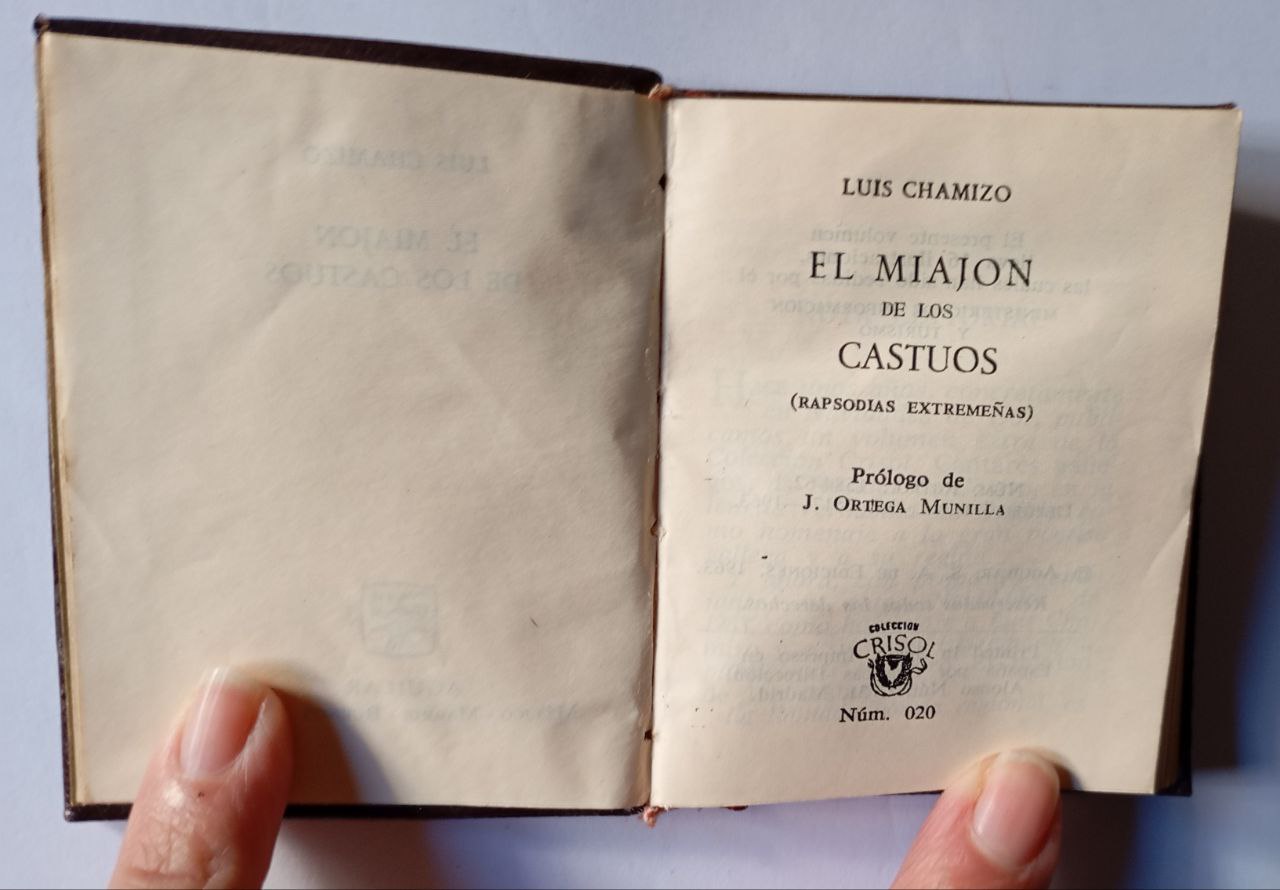 LUIS CHAMIZO
EL MIAJON
DE LOS
CASTUOS
(RAPSODIAS EXTREMEÑAS)
Prólogo de
J. ORTEGA MUNILLA
COLECCION
CRISOL
Núm. 020